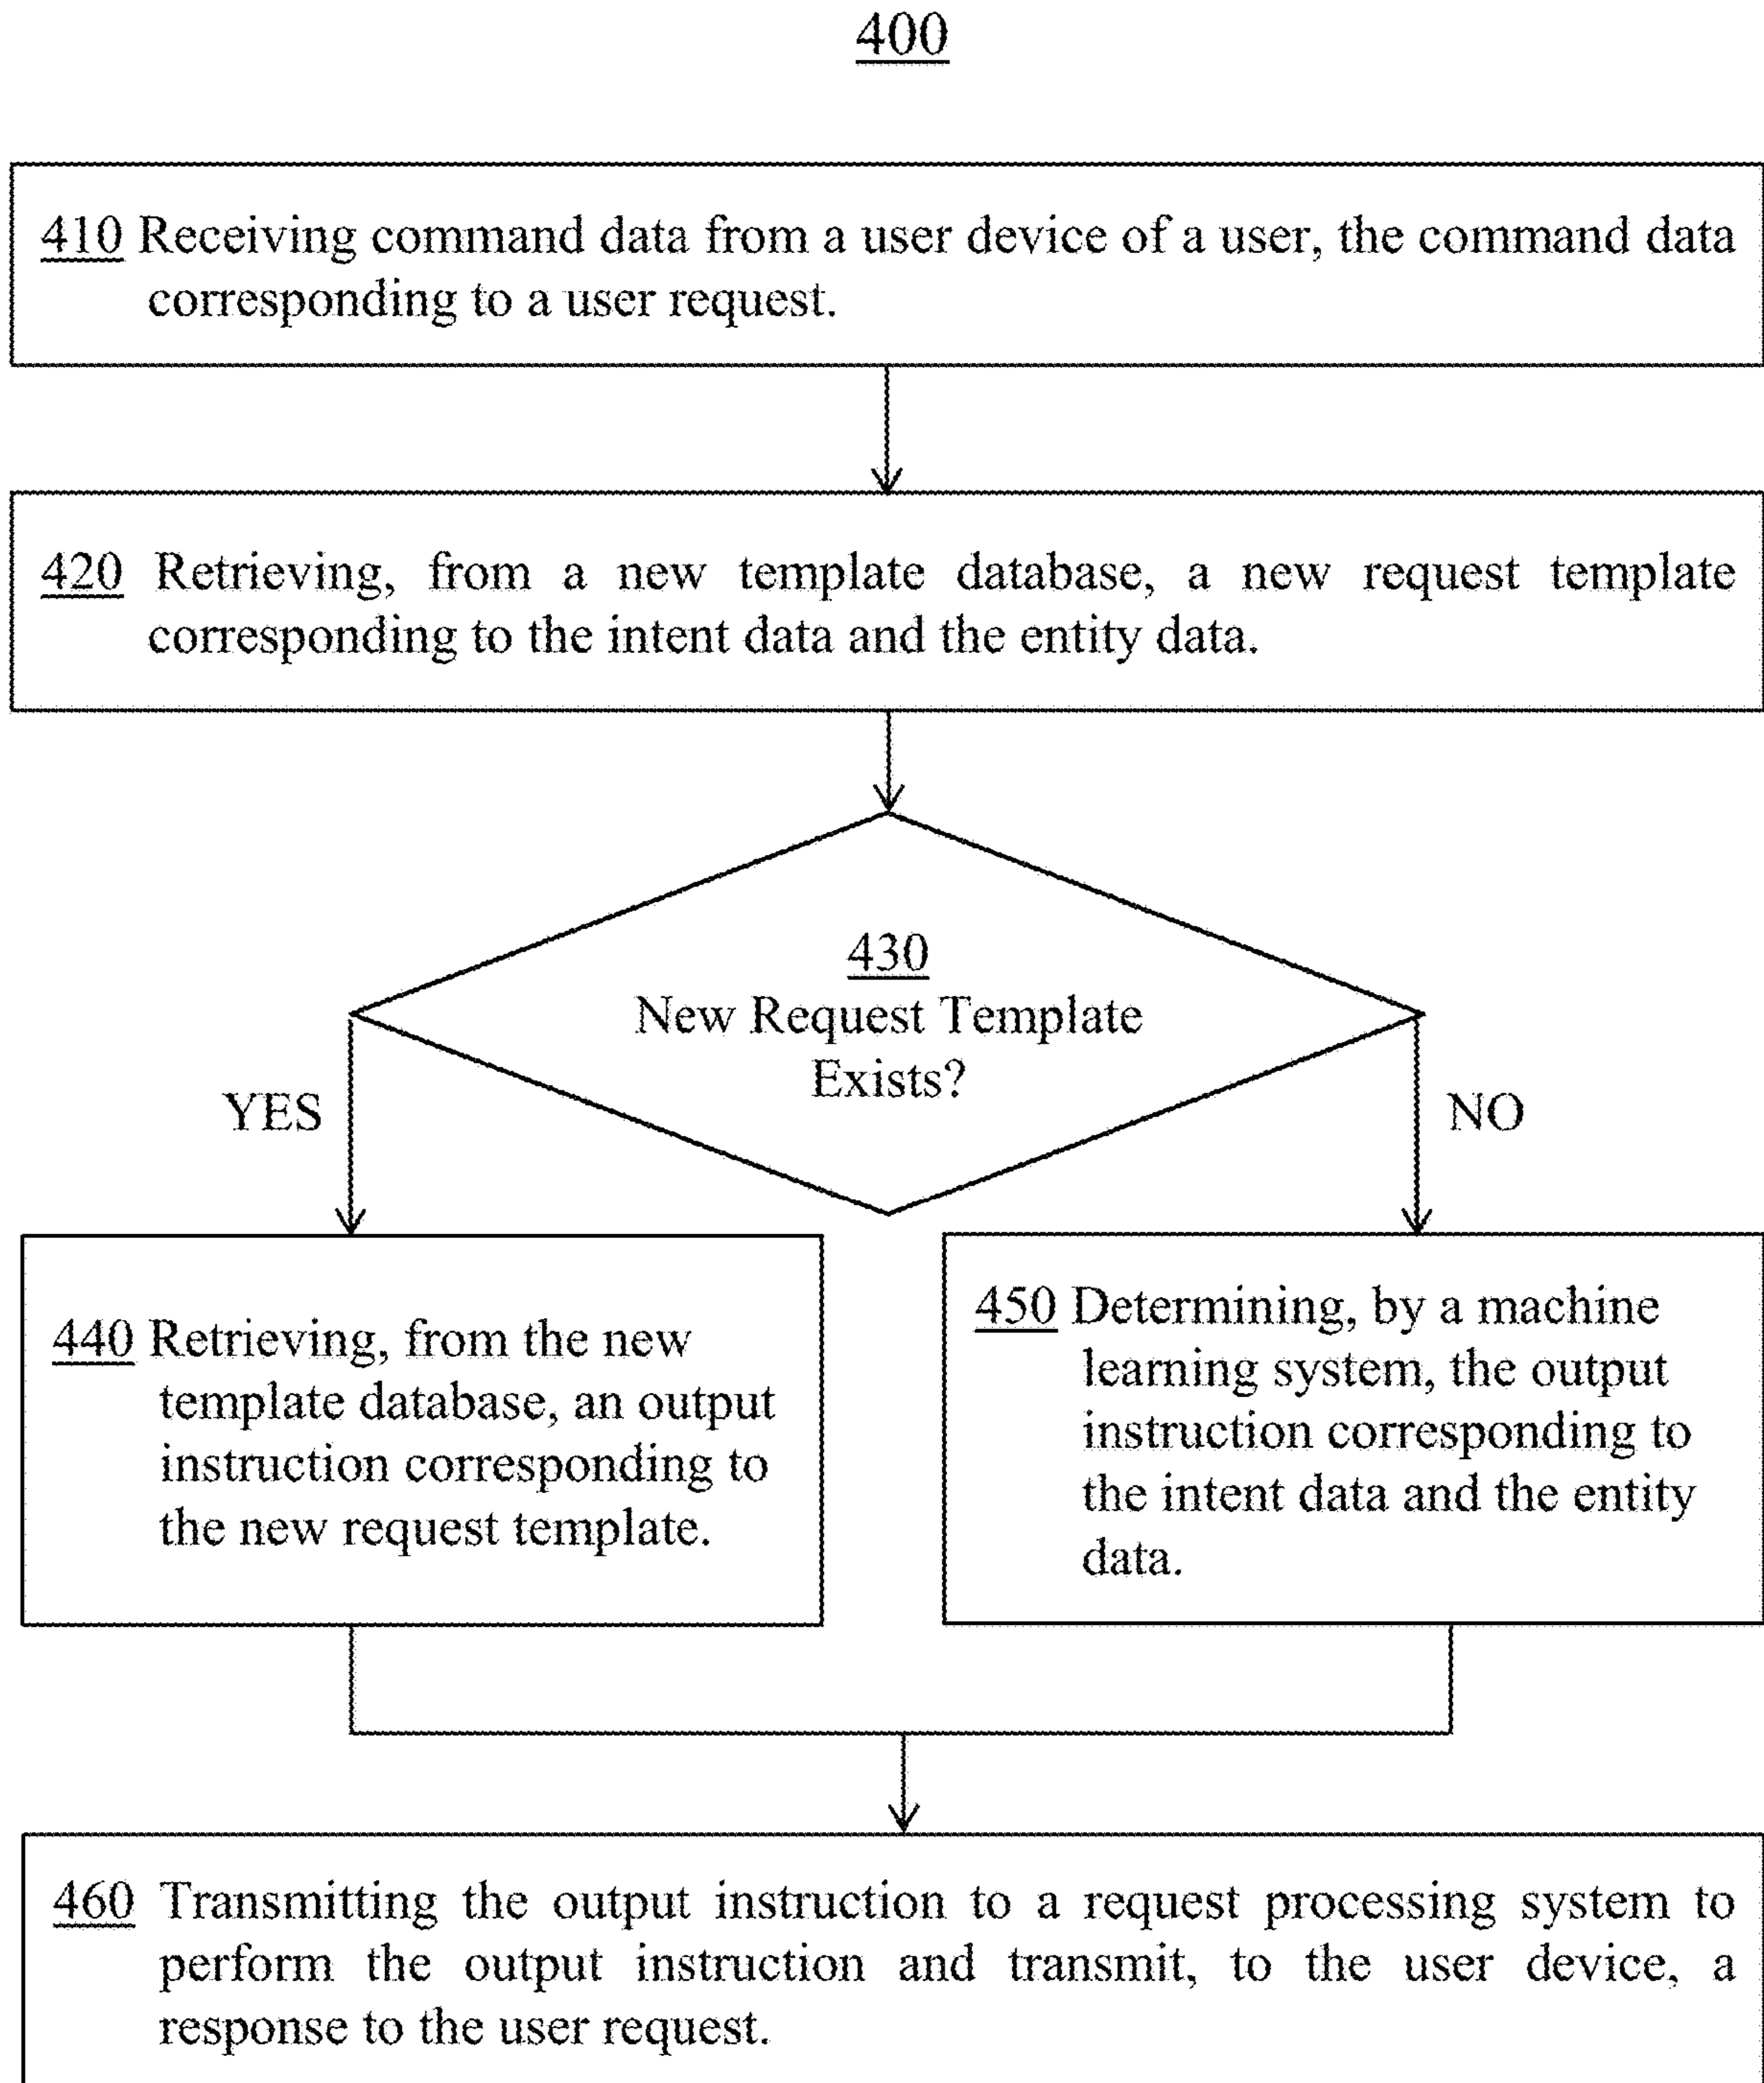 400
410 Receiving command data from a user device of a user, the command data
corresponding to a user request.
420 Retrieving, from a new template database, a new request template
corresponding to the intent data and the entity data.
430
New Request Template
Exists?
YES
NO
440 Retrieving, from the new
template database, an output
instruction corresponding to
the new request template.
450 Determining, by a machine
learning system, the output
instruction corresponding to
the intent data and the entity
data.
460 Transmitting the output instruction to a request processing system to
perform the output instruction and transmit, to the user device, a
response to the user request.